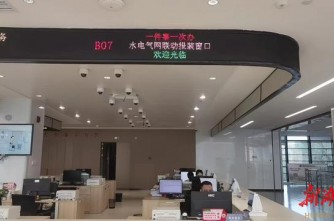 务
一件事一次办
B07 水电气网联动报装窗口
欢迎光临